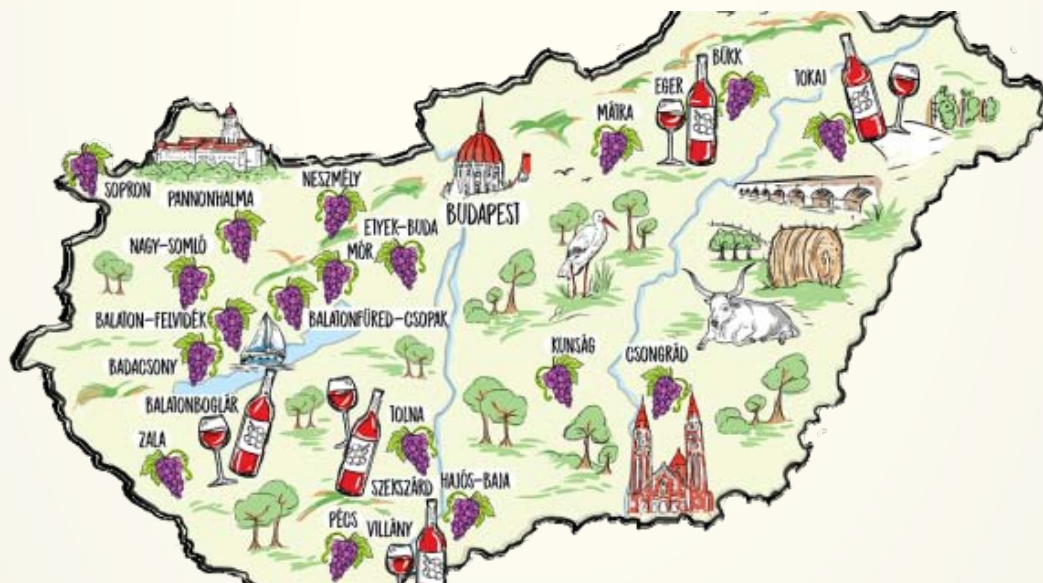 BÜKK
EGER
TOKAJ
MÁTRA
SOPRON
PANNONHALMA
NESZMÉLY
BUDAPEST
ETYEK-BUDA
NAGY-SOMLÓ
MÓR
BALATON-FELVIDÉK
BALATONFÜRED-CSOPAK
BADACSONY
KUNSÁG
CSONGRÁD
BALATONBOGLÁR
TOLNA
ZALA
SZEKSZÁRD
HAJÓS-BAJA
PÉCS
VILLÁNY